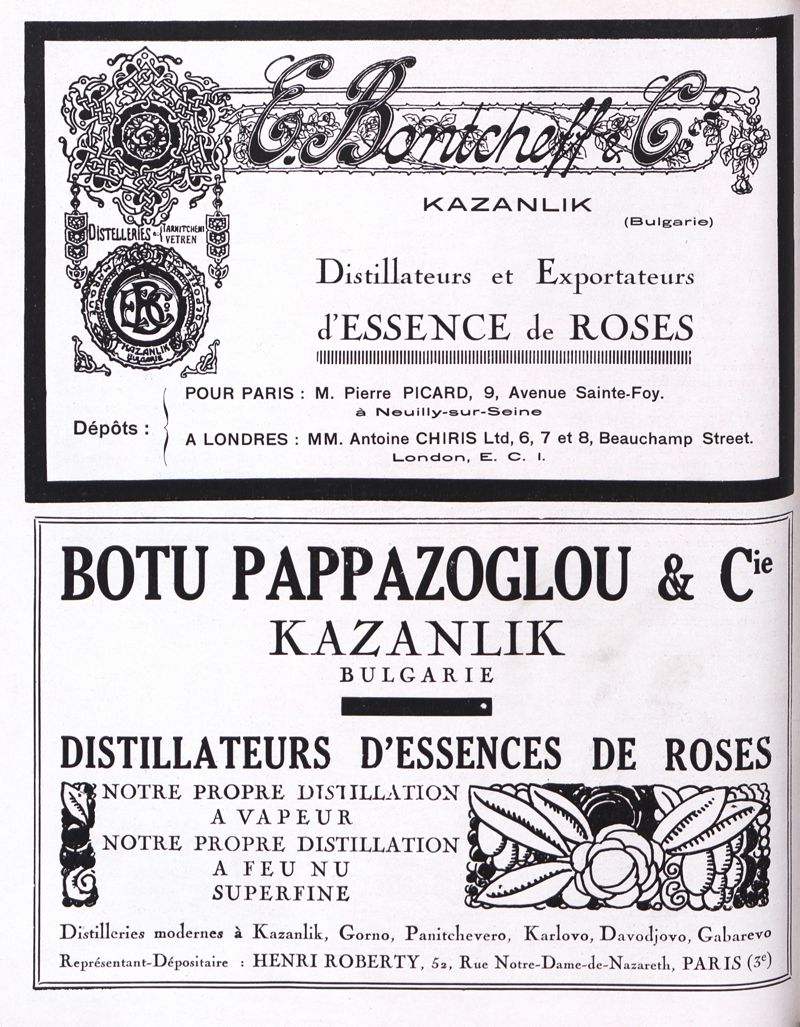 E. Bontcheff & Cie
KAZANLIK
(Bulgarie)
DISTELLERIES à { TARNITCHENI
VETREN
E.B&Co
KAZANLIK
Bulgarie
Distillateurs et Exportateurs
d'ESSENCE de ROSES
Dépôts :
POUR PARIS : M. Pierre PICARD, 9, Avenue Sainte-Foy.
à Neuilly-sur-Seine
A LONDRES : MM. Antoine CHIRIS Ltd, 6, 7 et 8, Beauchamp Street.
London, E. C. I.
BOTU PAPPAZOGLOU & Cie
KAZANLIK
BULGARIE
DISTILLATEURS D'ESSENCES DE ROSES
NOTRE PROPRE DISTILLATION
A VAPEUR
NOTRE PROPRE DISTILLATION
A FEU NU
SUPERFINE
Distilleries modernes à Kazanlik, Gorno, Panitchevero, Karlovo, Davodjovo, Gabarevo
Représentant-Dépositaire : HENRI ROBERTY, 52, Rue Notre-Dame-de-Nazareth, PARIS (3e)